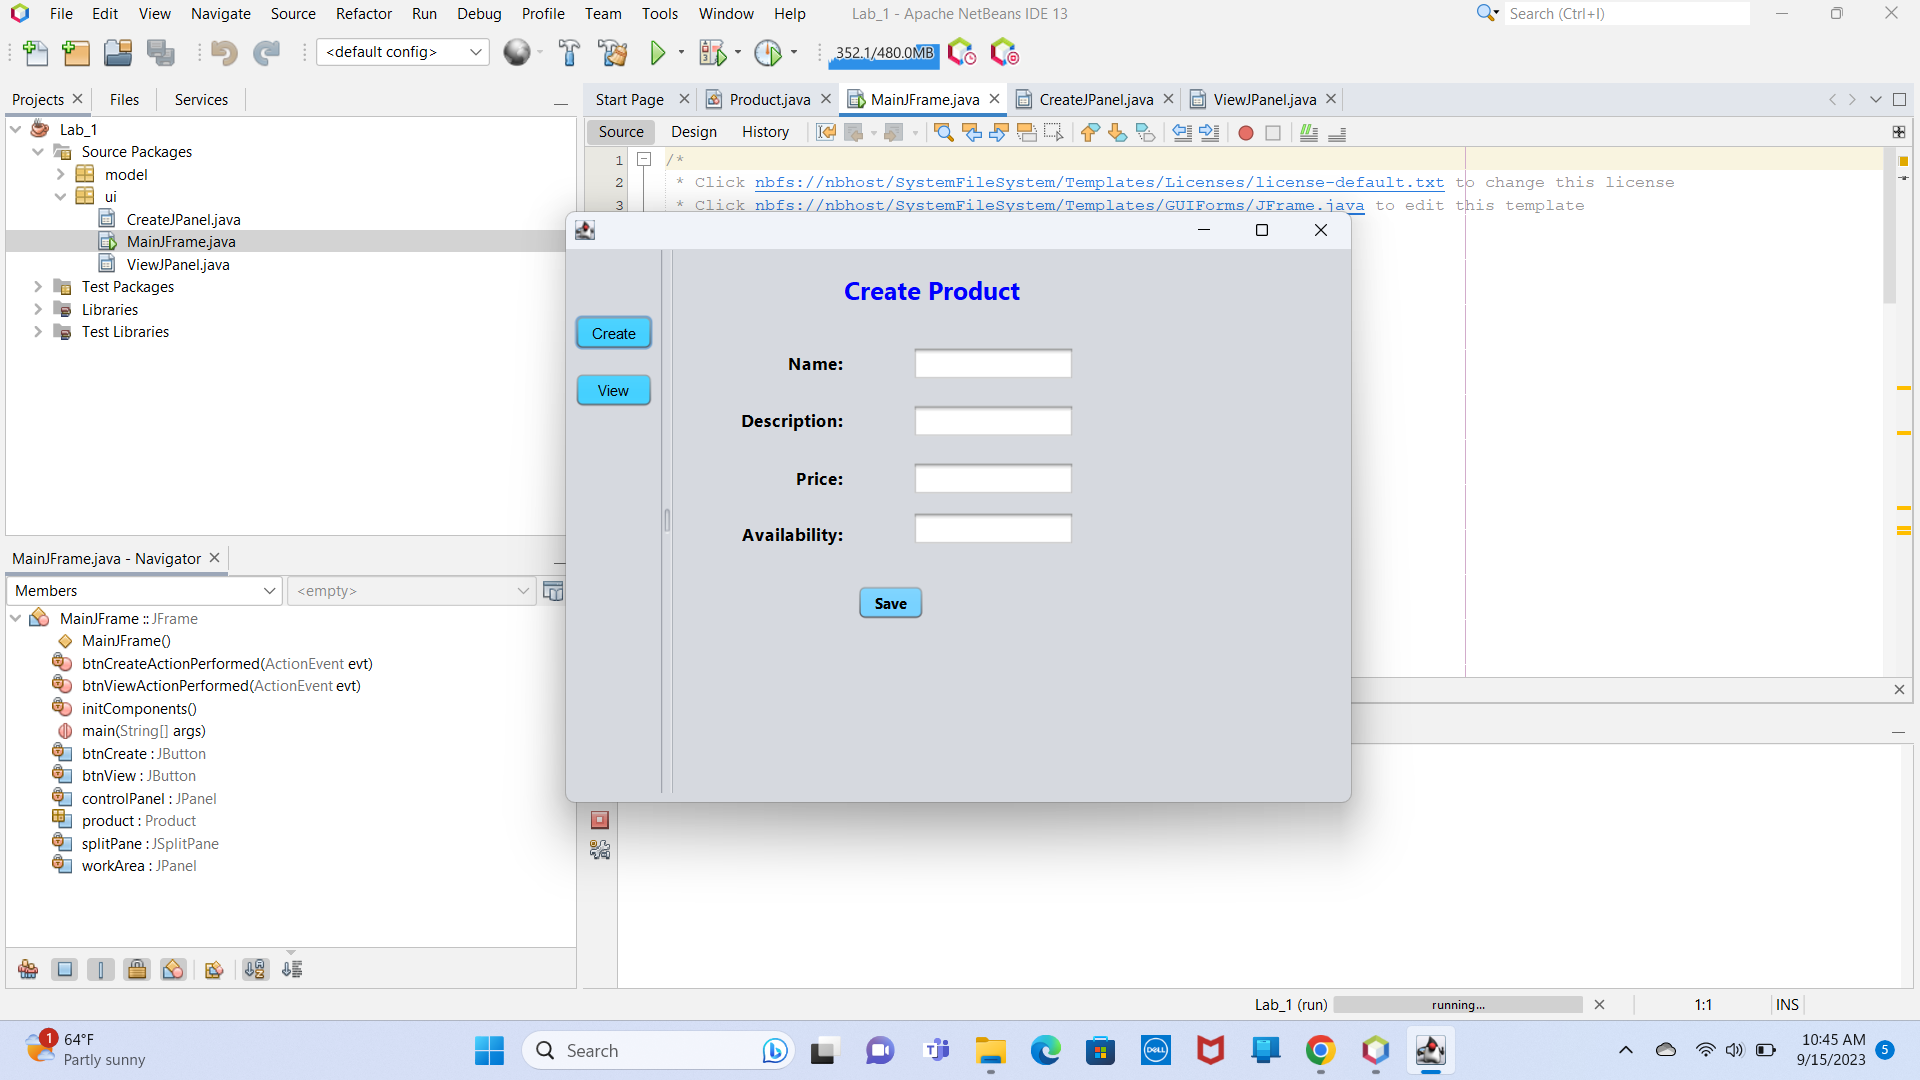 File Edit View Navigate Source Refactor Run Debug Profile Team Tools Window Help Lab_1 - Apache NetBeans IDE 13 Search (Ctrl+I)
<default config> 352.1/480.0MB
Projects Files Services
Start Page Product.java MainJFrame.java CreateJPanel.java ViewJPanel.java
Source Design History
Lab_1
Source Packages
model
ui
CreateJPanel.java
MainJFrame.java
ViewJPanel.java
Test Packages
Libraries
Test Libraries
1 /*
2 * Click nbfs://nbhost/SystemFileSystem/Templates/Licenses/license-default.txt to change this license
3 * Click nbfs://nbhost/SystemFileSystem/Templates/GUIForms/JFrame.java to edit this template
Create Product
Create
View
Name:
Description:
Price:
Availability:
Save
MainJFrame.java - Navigator
Members <empty>
MainJFrame :: JFrame
MainJFrame()
btnCreateActionPerformed(ActionEvent evt)
btnViewActionPerformed(ActionEvent evt)
initComponents()
main(String[] args)
btnCreate : JButton
btnView : JButton
controlPanel : JPanel
product : Product
splitPane : JSplitPane
workArea : JPanel
Lab_1 (run) running... 1:1 INS
1 64°F
Partly sunny
Search
DELL
10:45 AM
9/15/2023
5